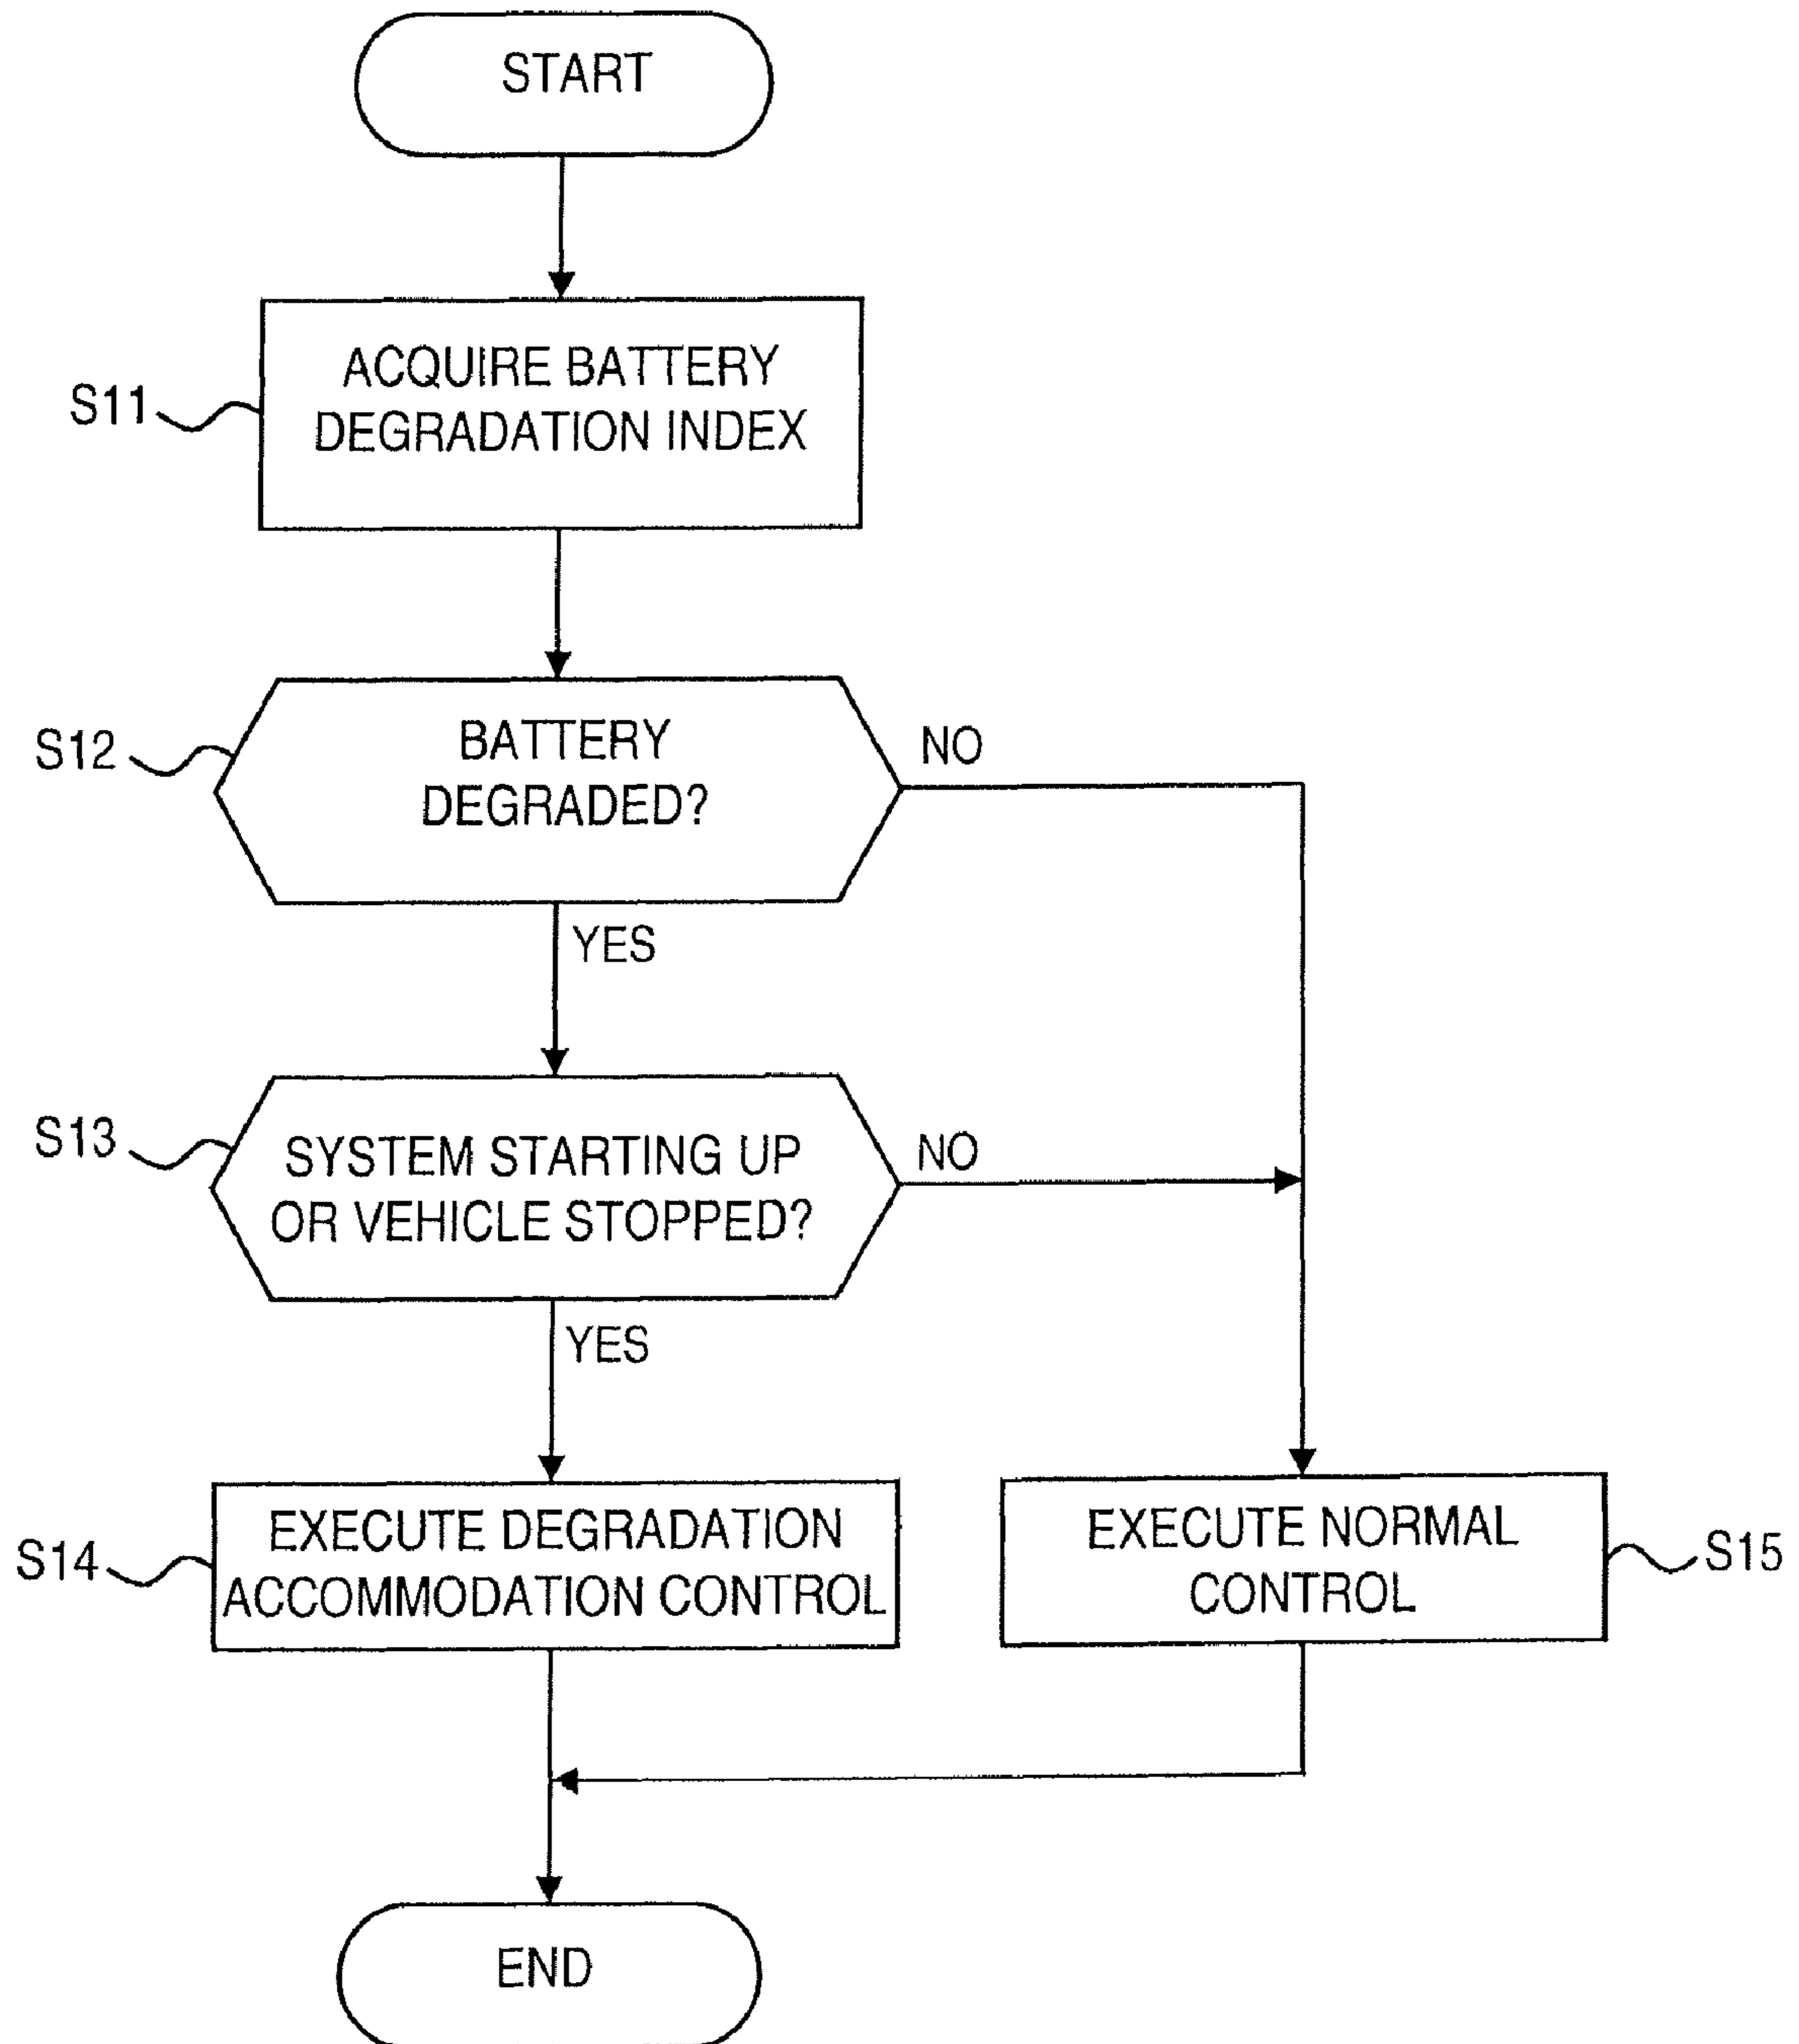 START
S11
ACQUIRE BATTERY
DEGRADATION INDEX
S12
BATTERY
DEGRADED?
NO
YES
S13
SYSTEM STARTING UP
OR VEHICLE STOPPED?
NO
YES
S14
EXECUTE DEGRADATION
ACCOMMODATION CONTROL
EXECUTE NORMAL
CONTROL
S15
END